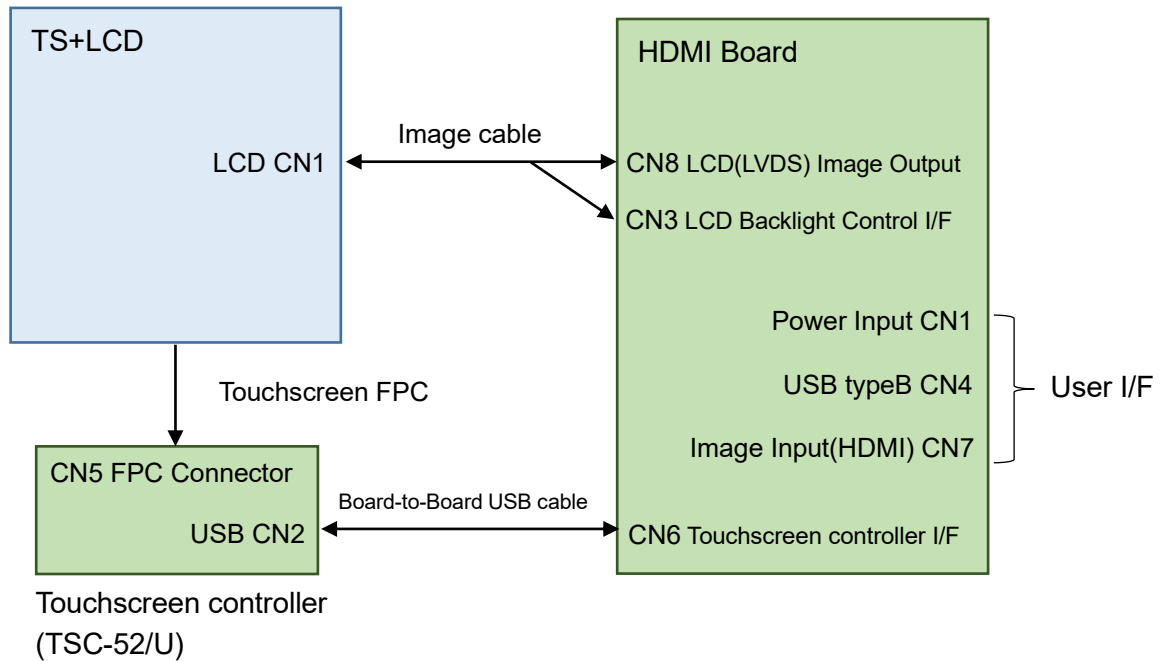 TS+LCD
HDMI Board
Image cable
LCD CN1
CN8 LCD(LVDS) Image Output
CN3 LCD Backlight Control I/F
Power Input CN1
USB typeB CN4
User I/F
Image Input(HDMI) CN7
Touchscreen FPC
CN5 FPC Connector
Board-to-Board USB cable
USB CN2
CN6 Touchscreen controller I/F
Touchscreen controller
(TSC-52/U)